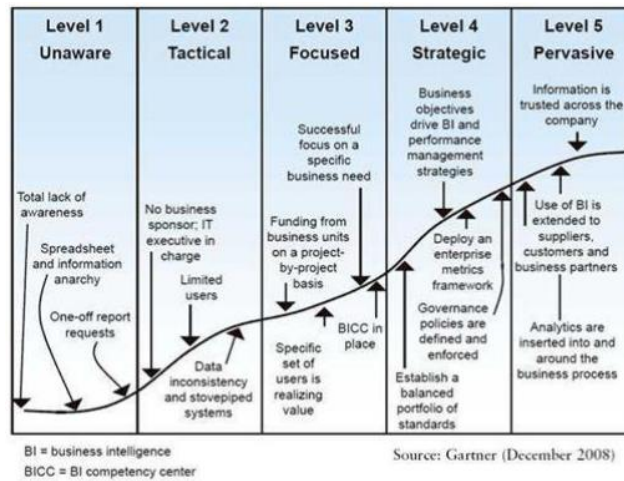 Level 1
Unaware
Level 2
Tactical
Level 3
Focused
Level 4
Strategic
Level 5
Pervasive
Total lack of
awareness
Spreadsheet
and information
anarchy
One-off report
requests
No business
sponsor; IT
executive in
charge
Limited
users
Data
inconsistency
and stovepiped
systems
Successful
focus on a
specific
business need
Funding from
business units
on a project-
by-project
basis
Specific
set of
users is
realizing
value
BICC in
place
Business
objectives
drive BI and
performance
management
strategies
Deploy an
enterprise
metrics
framework
Governance
policies are
defined and
enforced
Establish a
balanced
portfolio of
standards
Information is
trusted across the
company
Use of BI is
extended to
suppliers,
customers and
business partners
Analytics are
inserted into and
around the
business process
BI = business intelligence
BICC = BI competency center
Source: Gartner (December 2008)